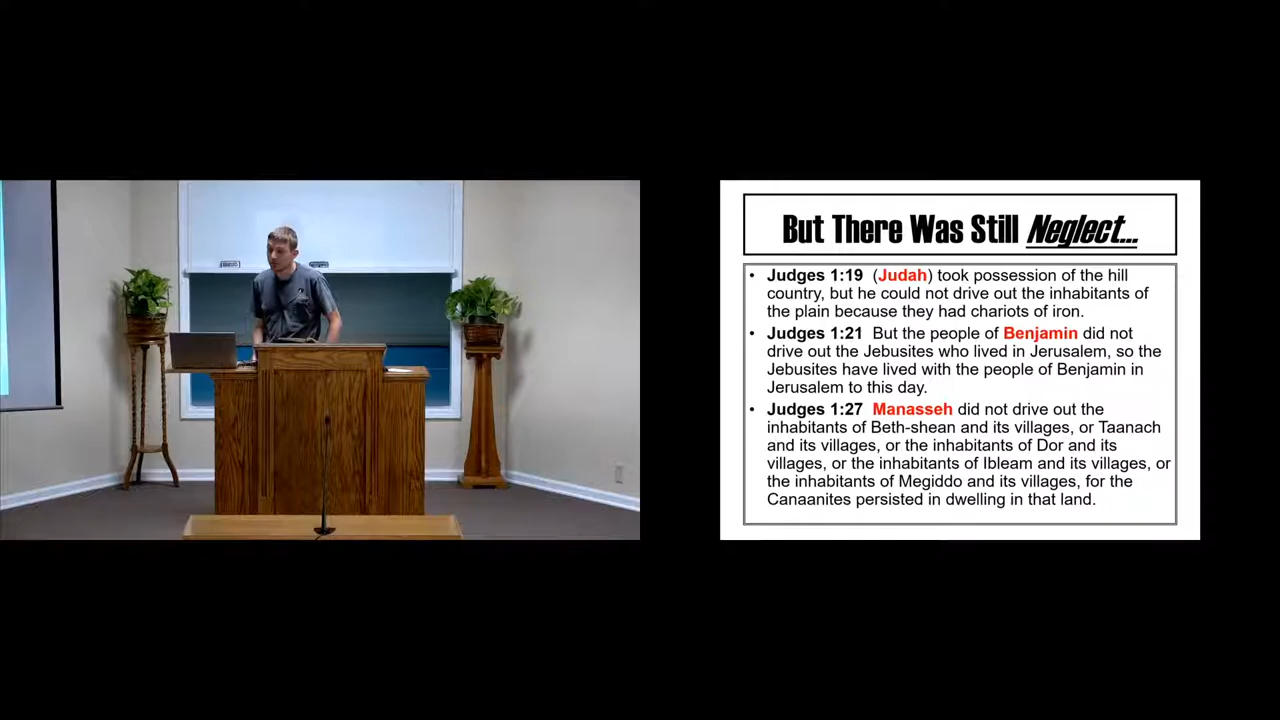 But There Was Still Neglect...
• Judges 1:19 (Judah) took possession of the hill
country, but he could not drive out the inhabitants of
the plain because they had chariots of iron.
• Judges 1:21 But the people of Benjamin did not
drive out the Jebusites who lived in Jerusalem, so the
Jebusites have lived with the people of Benjamin in
Jerusalem to this day.
• Judges 1:27 Manasseh did not drive out the
inhabitants of Beth-shean and its villages, or Taanach
and its villages, or the inhabitants of Dor and its
villages, or the inhabitants of Ibleam and its villages, or
the inhabitants of Megiddo and its villages, for the
Canaanites persisted in dwelling in that land.